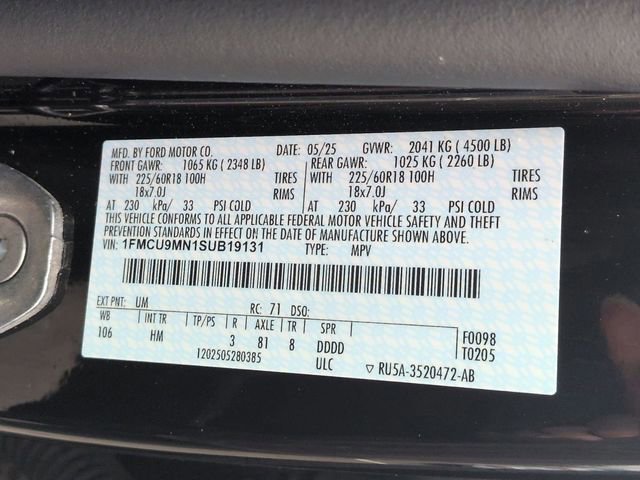 MFD. BY FORD MOTOR CO. DATE: 05/25 GVWR: 2041 KG (4500 LB)
FRONT GAWR: 1065 KG (2348 LB) REAR GAWR: 1025 KG (2260 LB)
WITH 225/60R18 100H TIRES WITH 225/60R18 100H TIRES
18x7.0J RIMS 18x7.0J RIMS
AT 230 kPa/ 33 PSI COLD AT 230 kPa/ 33 PSI COLD
THIS VEHICLE CONFORMS TO ALL APPLICABLE FEDERAL MOTOR VEHICLE SAFETY AND THEFT
PREVENTION STANDARDS IN EFFECT ON THE DATE OF MANUFACTURE SHOWN ABOVE.
VIN: 1FMCU9MN1SUB19131 TYPE: MPV
EXT PNT: UM RC: 71 DSO:
WB INT TR TP/PS R AXLE TR SPR F0098
106 HM 3 81 8 DDDD T0205
1202505280385 ULC ▽ RU5A-3520472-AB